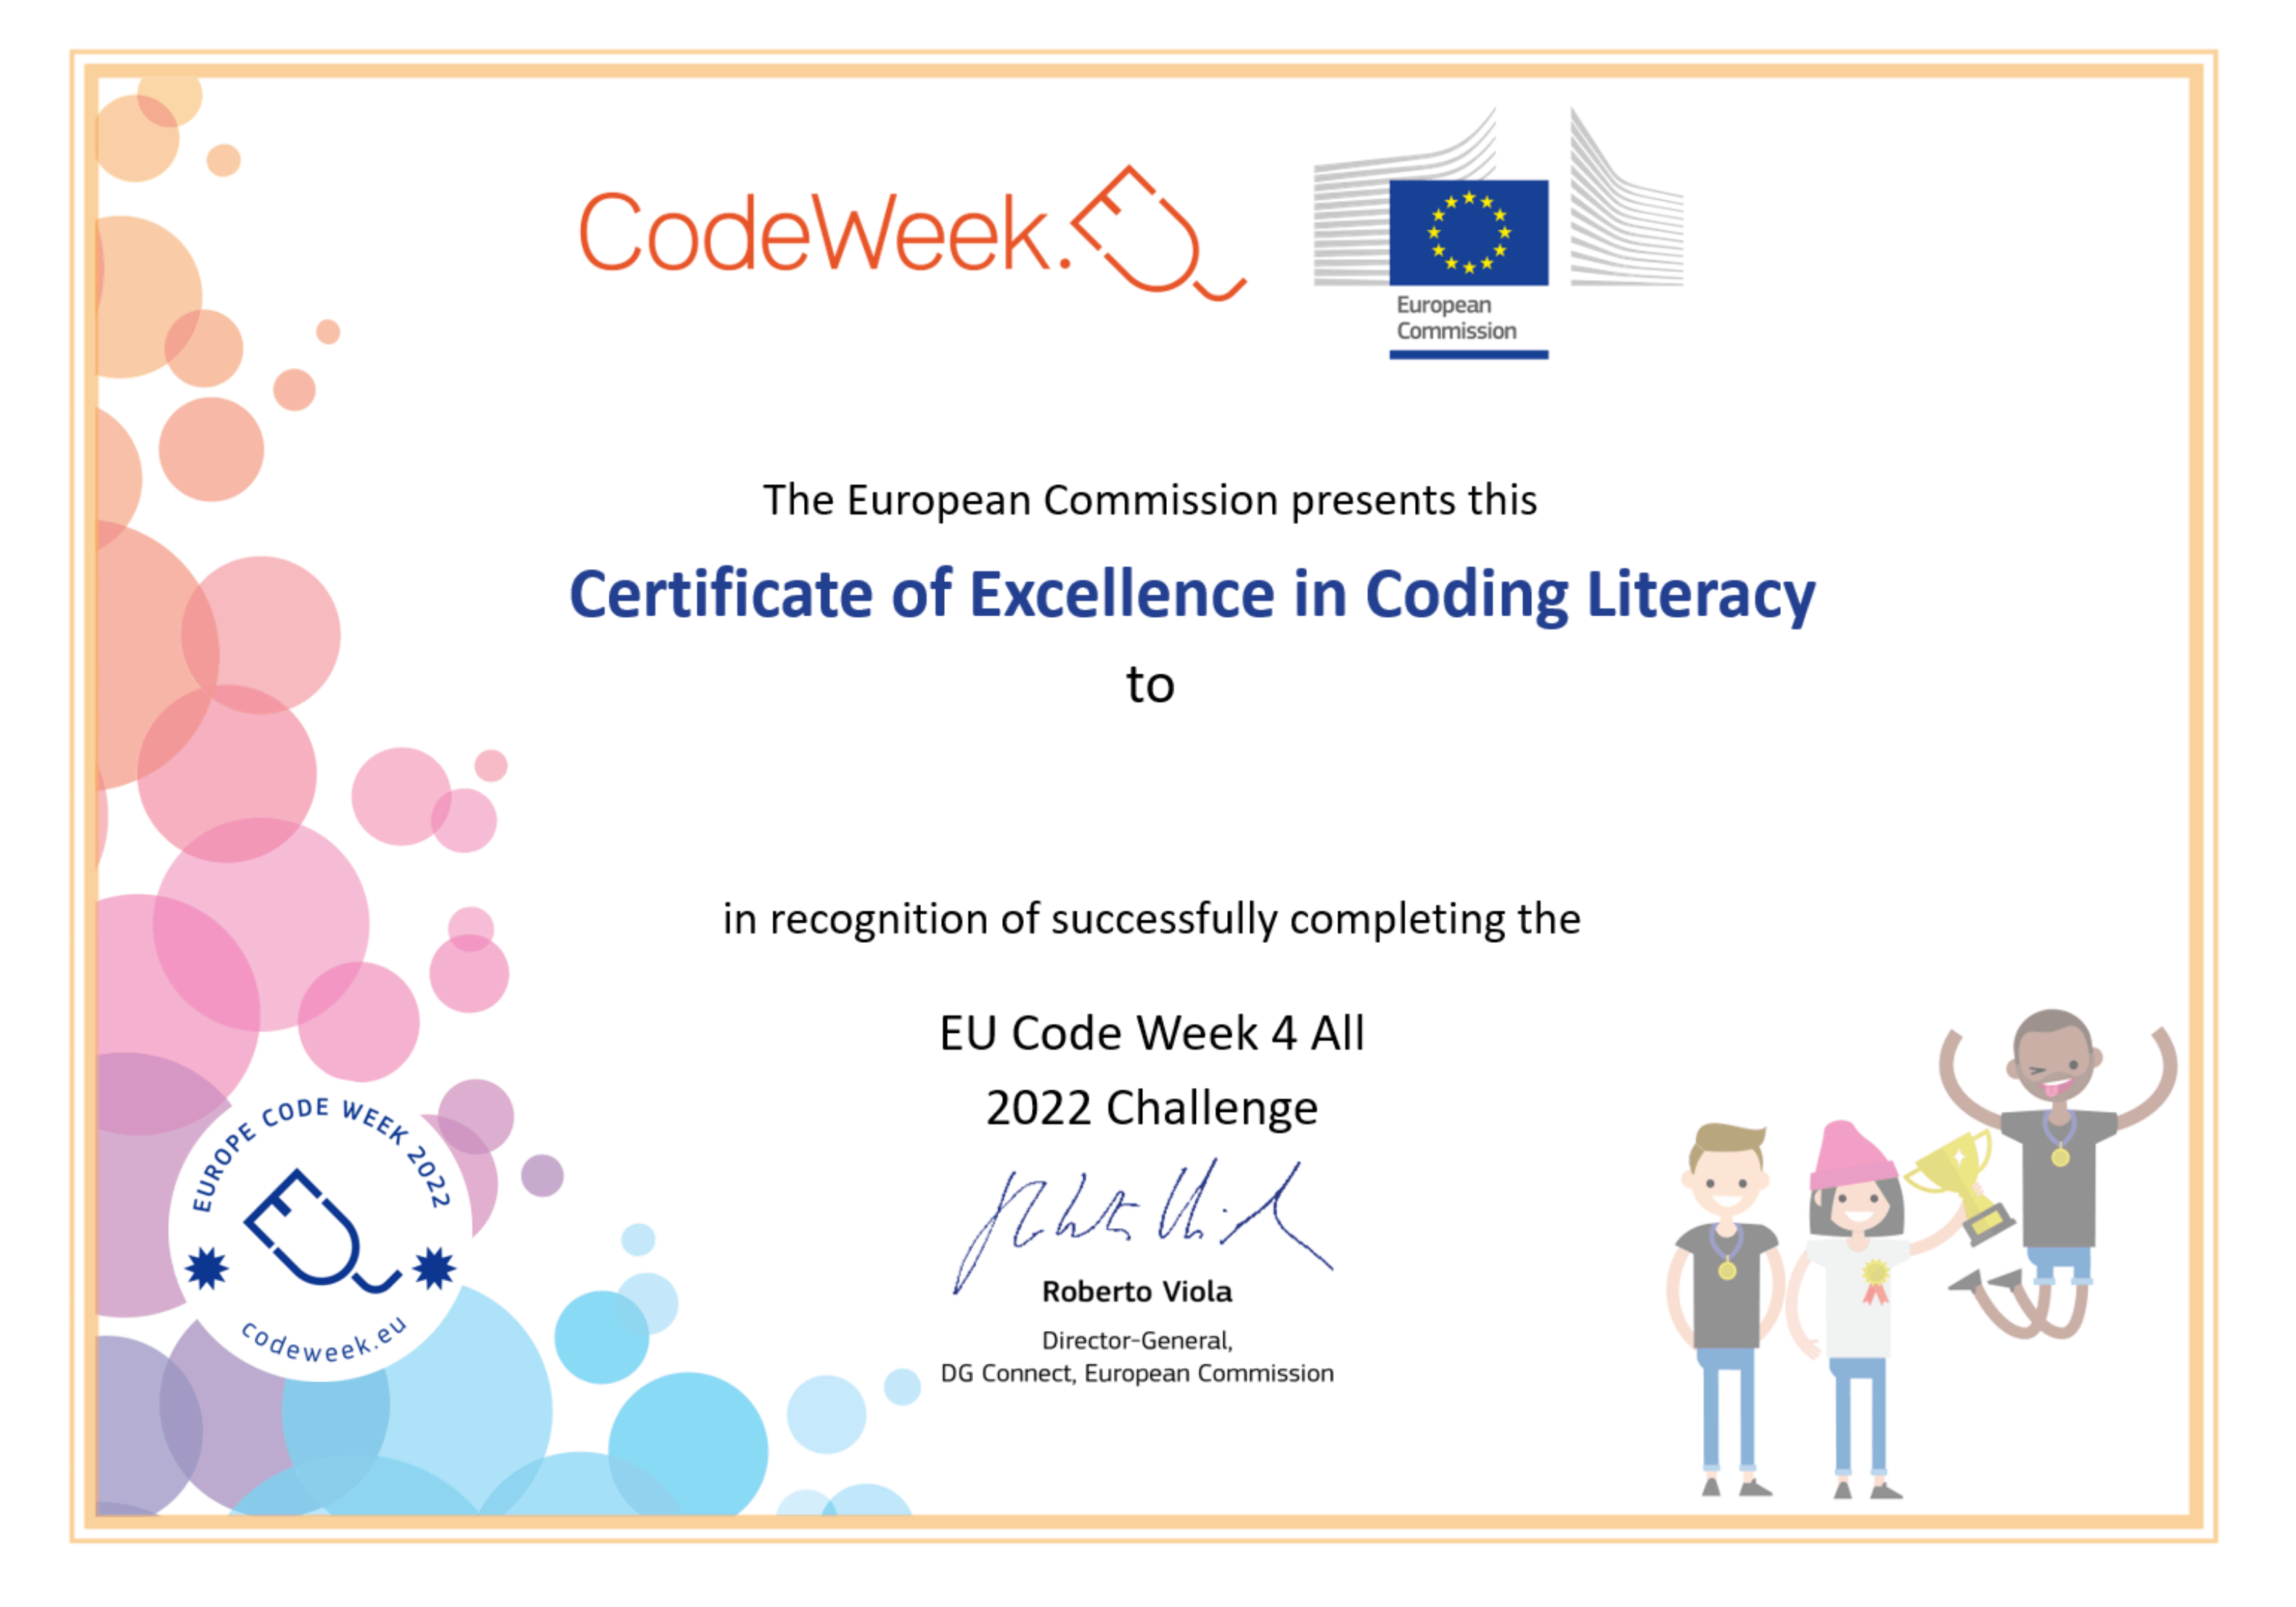 CodeWeek.EU
European
Commission
The European Commission presents this
Certificate of Excellence in Coding Literacy
to
in recognition of successfully completing the
EU Code Week 4 All
2022 Challenge
Roberto Viola
Director-General,
DG Connect, European Commission
EUROPE CODE WEEK 2022
codeweek.eu